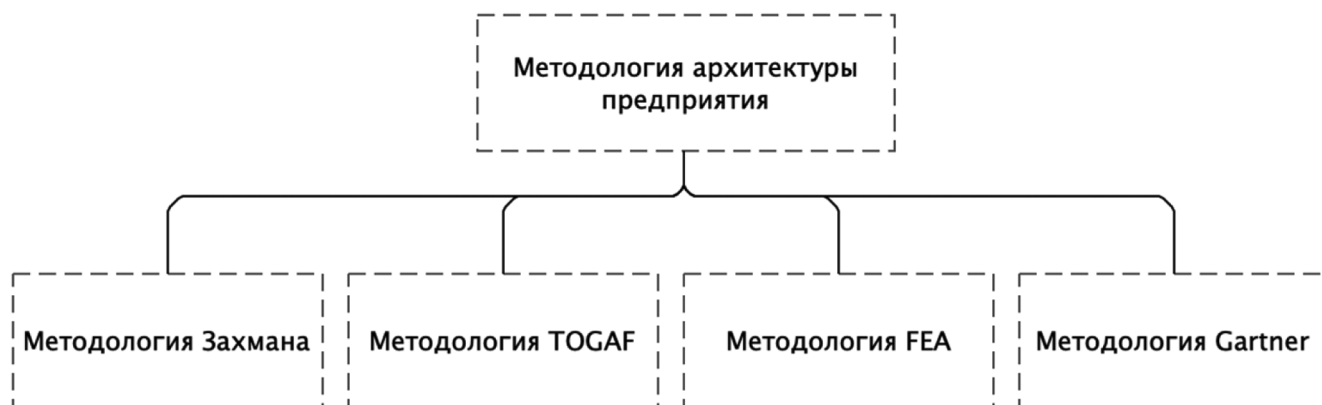 Методология архитектуры
предприятия
Методология Захмана
Методология TOGAF
Методология FEA
Методология Gartner